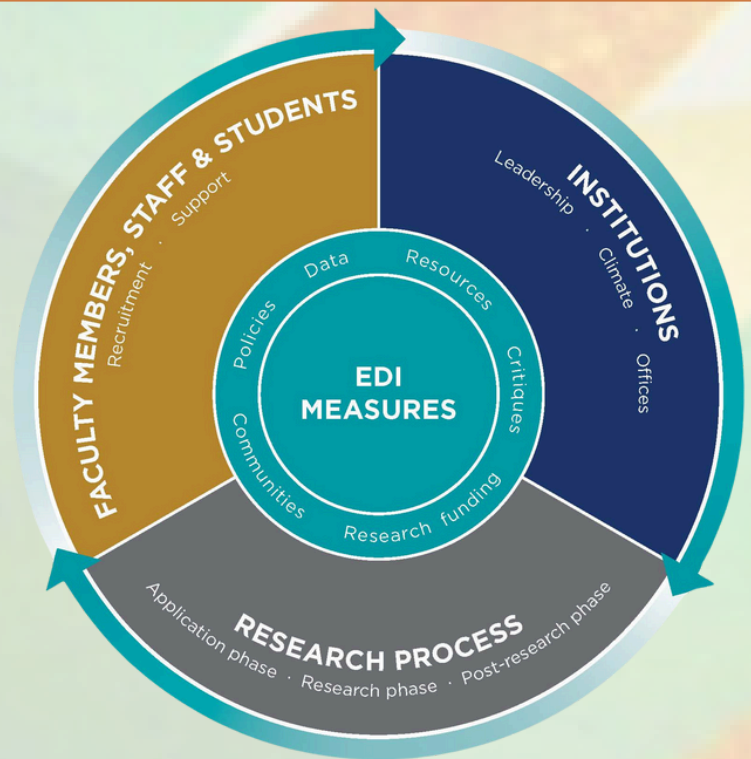 FACULTY MEMBERS, STAFF & STUDENTS
Recruitment · Support
INSTITUTIONS
Leadership · Climate · Offices
RESEARCH PROCESS
Application phase · Research phase · Post-research phase
EDI
MEASURES
Policies
Data
Resources
Critiques
Research funding
Communities